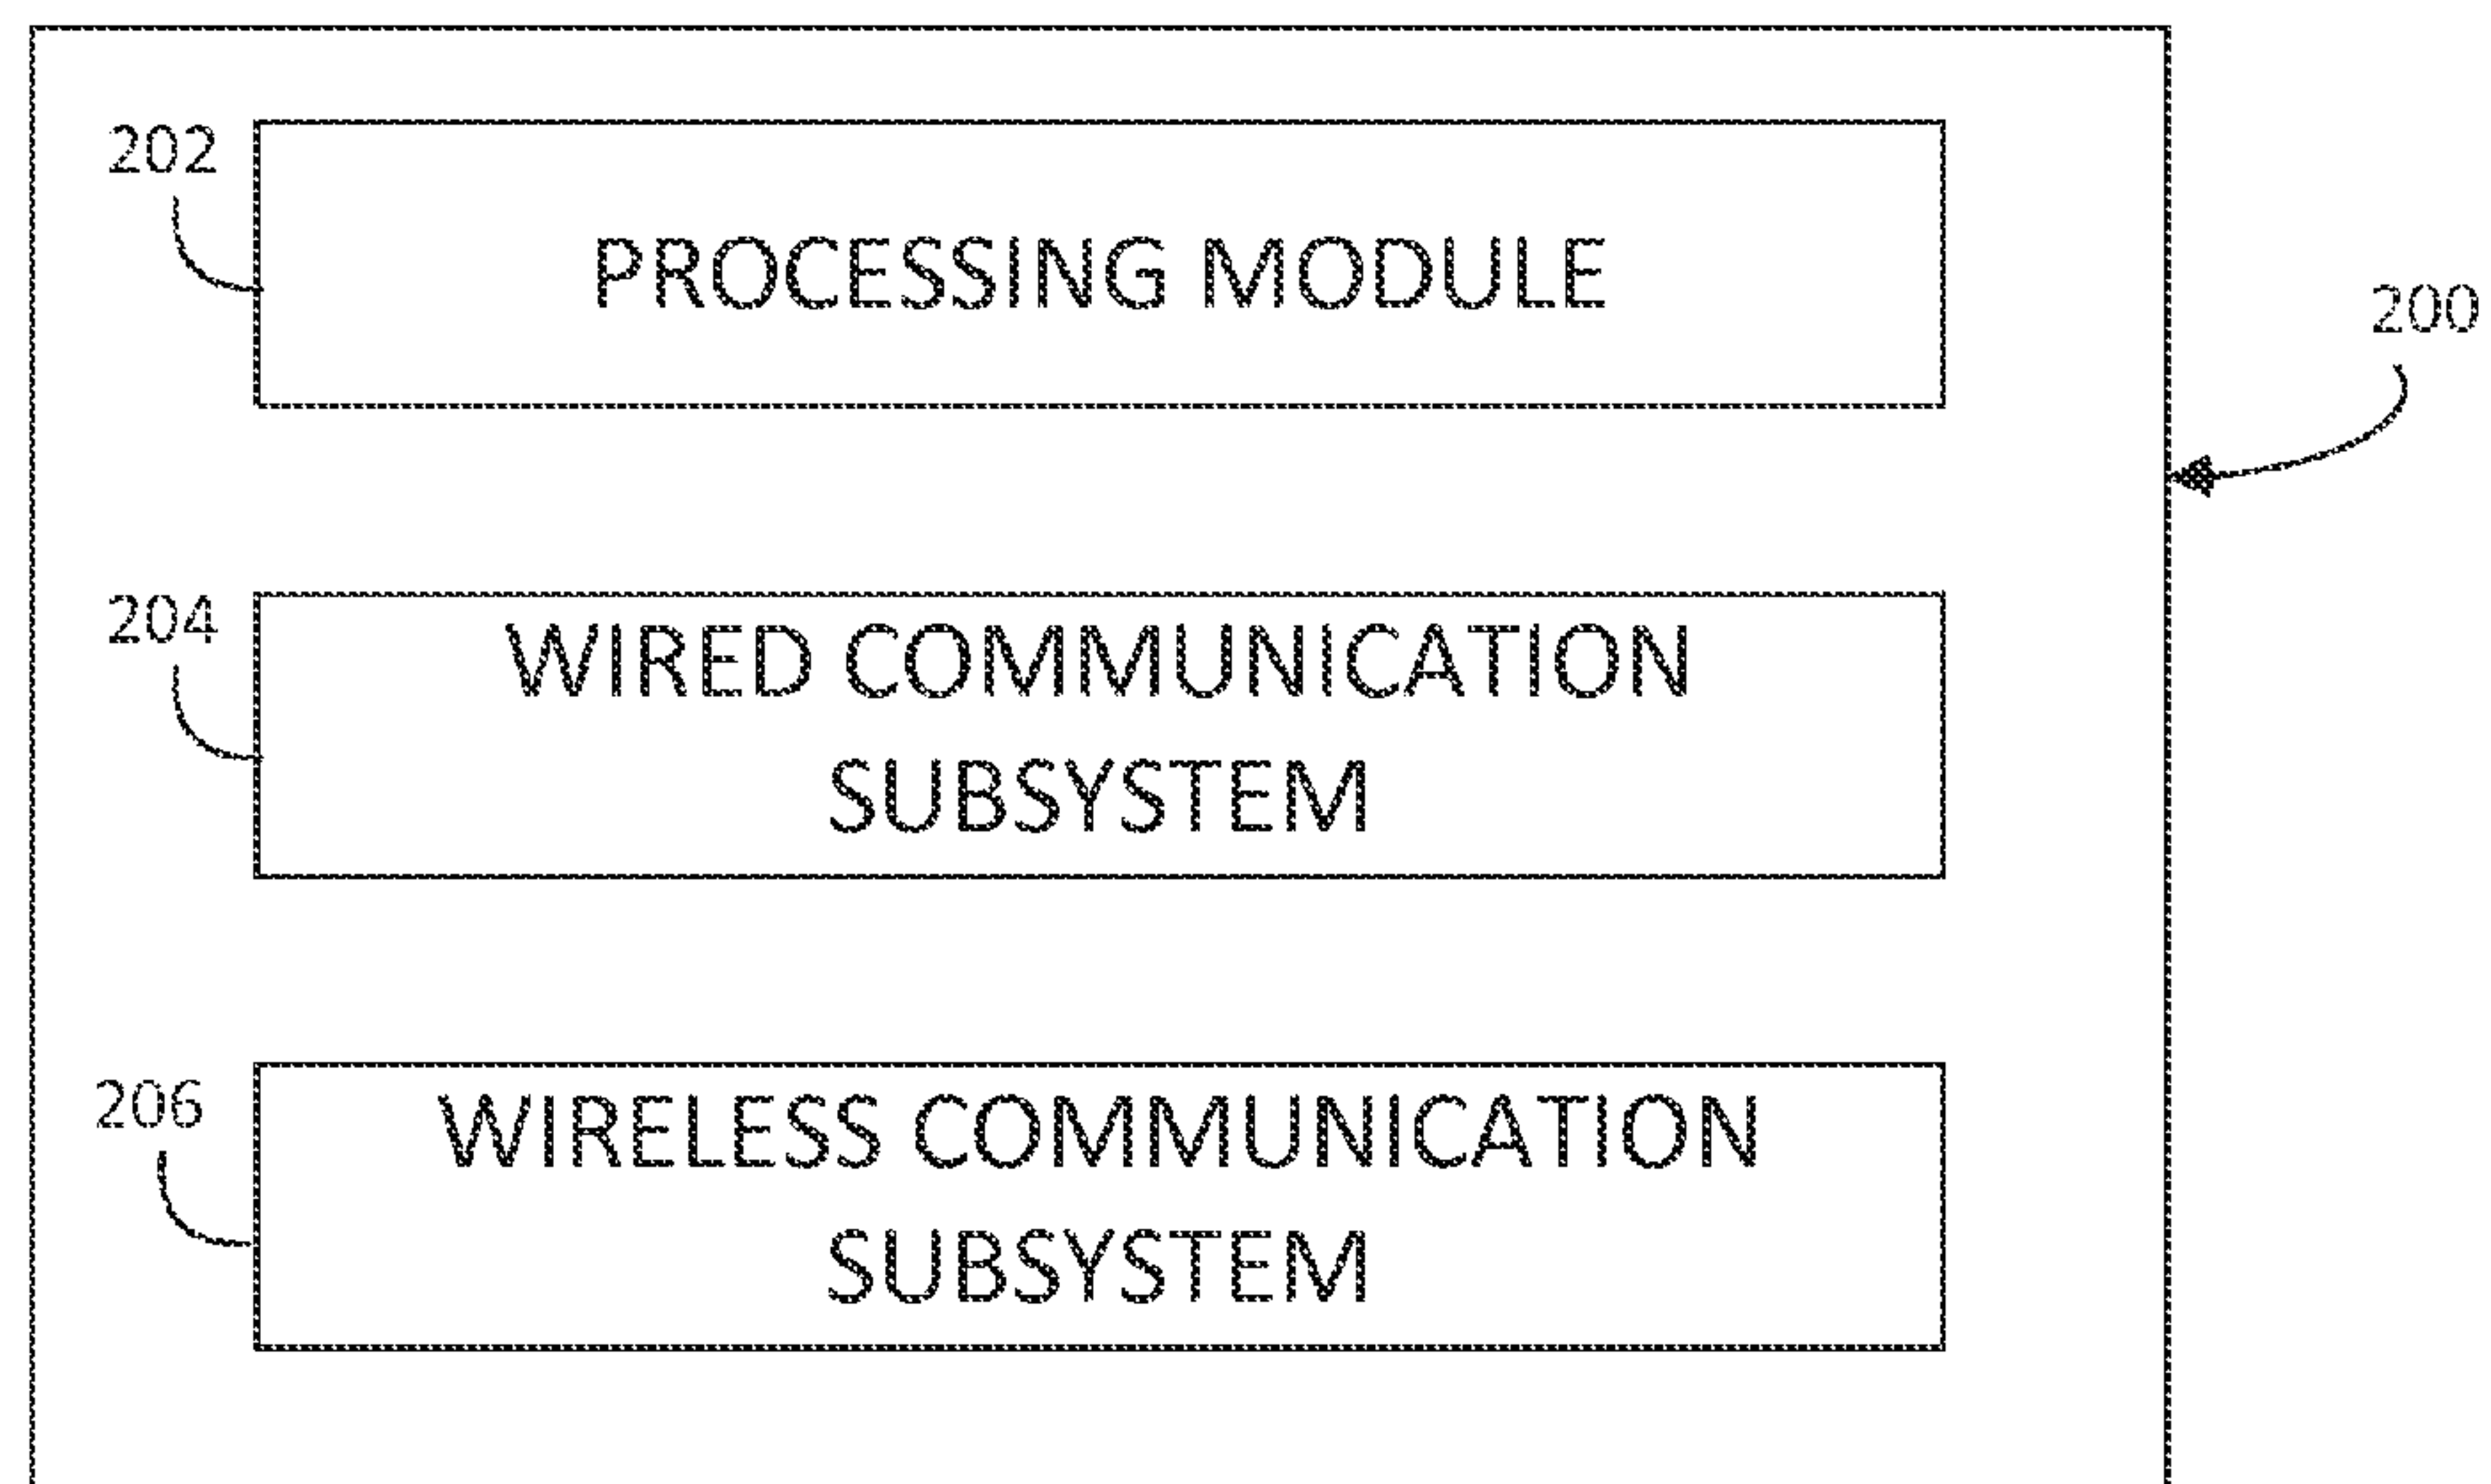 202
PROCESSING MODULE
200
204
WIRED COMMUNICATION
SUBSYSTEM
206
WIRELESS COMMUNICATION
SUBSYSTEM